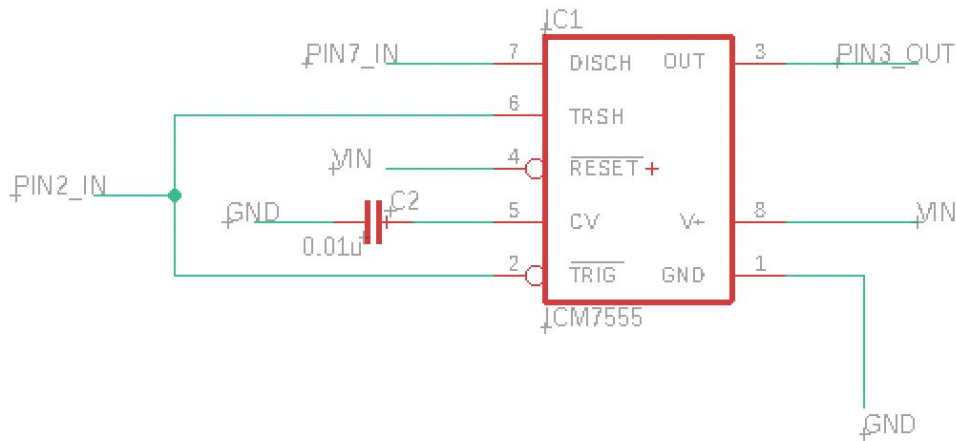 IC1
PIN7_IN
7
DISCH
OUT
3
PIN3_OUT
6
TRSH
VIN
4
RESET
PIN2_IN
GND
C2
0.01u
5
CV
V+
8
VIN
2
TRIG
GND
1
ICM7555
GND